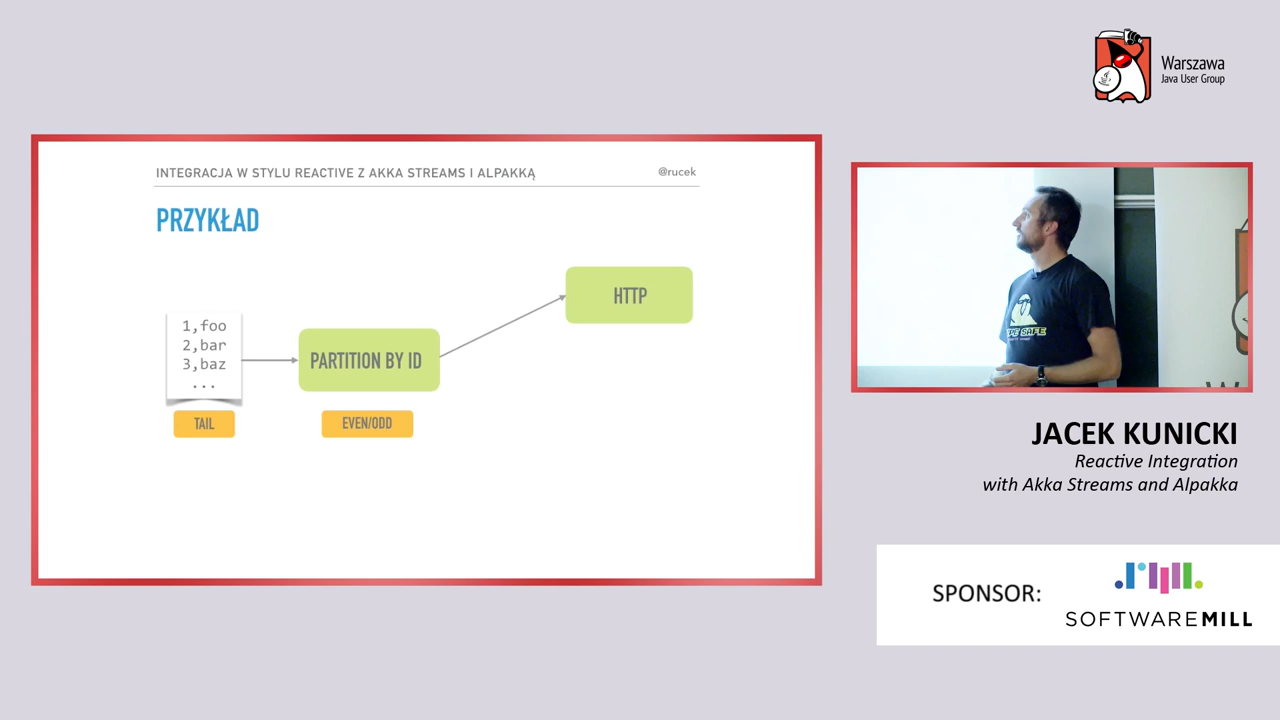 Warszawa
Java User Group
INTEGRACJA W STYLU REACTIVE Z AKKA STREAMS I ALPAKKĄ
@rucek
PRZYKŁAD
1,foo
2,bar
3,baz
...
TAIL
PARTITION BY ID
EVEN/ODD
HTTP
SAFE
JACEK KUNICKI
Reactive Integration
with Akka Streams and Alpakka
SPONSOR:
SOFTWAREMILL